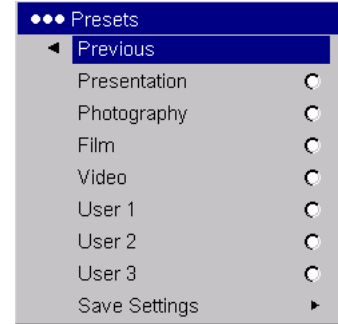 Presets
Previous
Presentation
Photography
Film
Video
User 1
User 2
User 3
Save Settings